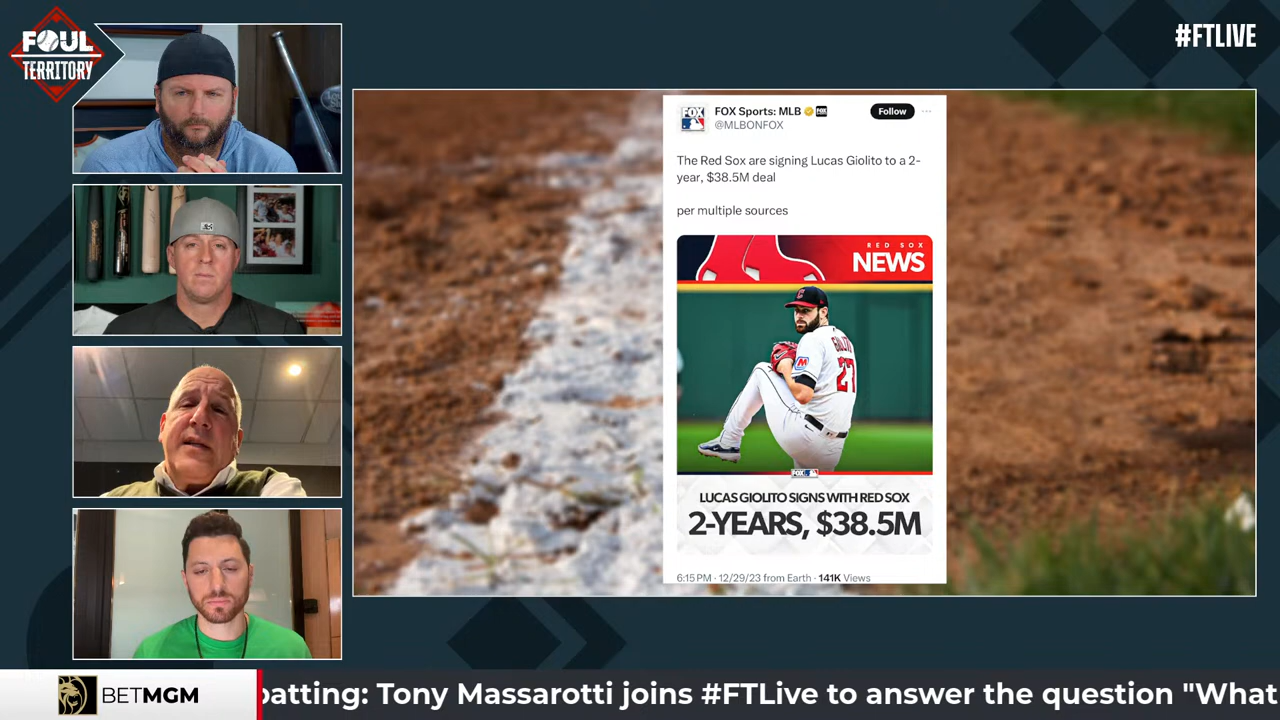 FOUL
TERRITORY
#FTLIVE
FOX Sports: MLB
@MLBONFOX
Follow
The Red Sox are signing Lucas Giolito to a 2-
year, $38.5M deal
per multiple sources
RED SOX
NEWS
GIOLITO
27
FOX
LUCAS GIOLITO SIGNS WITH RED SOX
2-YEARS, $38.5M
6:15 PM · 12/29/23 from Earth · 141K Views
BETMGM
batting: Tony Massarotti joins #FTLive to answer the question "What